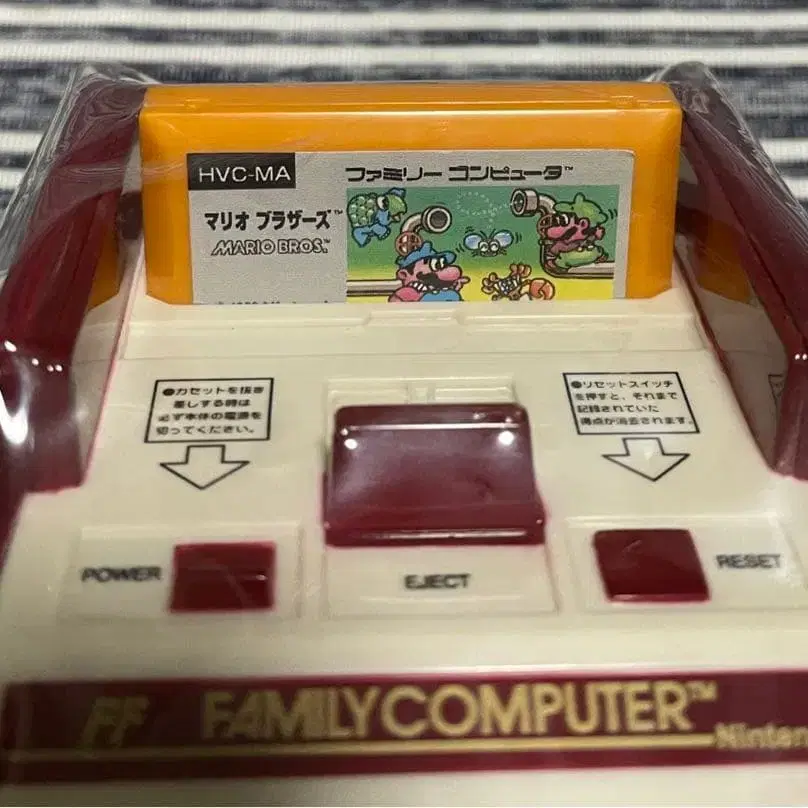 HVC-MA
ファミリー コンピュータ™
マリオ ブラザーズ™
MARIO BROS.™
●カセットを抜き
差しする時は
必ず本体の電源を
切ってください。
●リセットスイッチ
を押すと、それまで
記録されていた
得点が消去されます。
POWER
EJECT
RESET
FF FAMILY COMPUTER™
Ninten